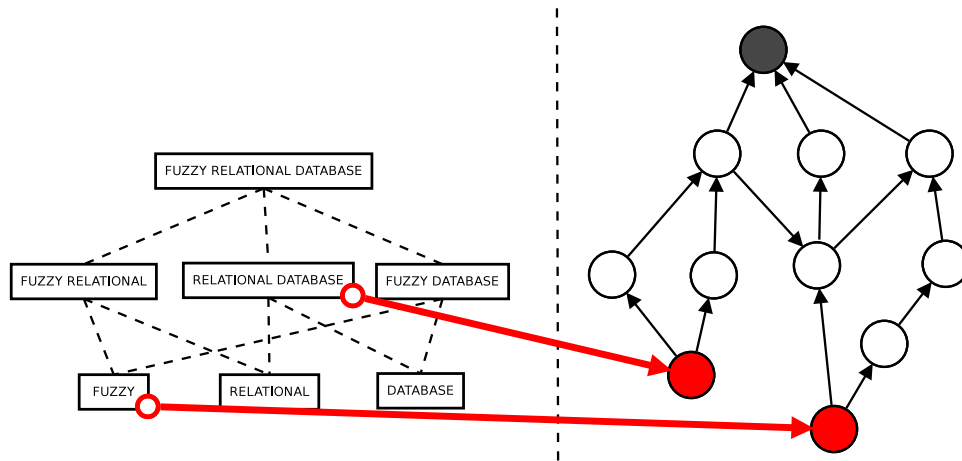 FUZZY RELATIONAL DATABASE
FUZZY RELATIONAL
RELATIONAL DATABASE
FUZZY DATABASE
FUZZY
RELATIONAL
DATABASE